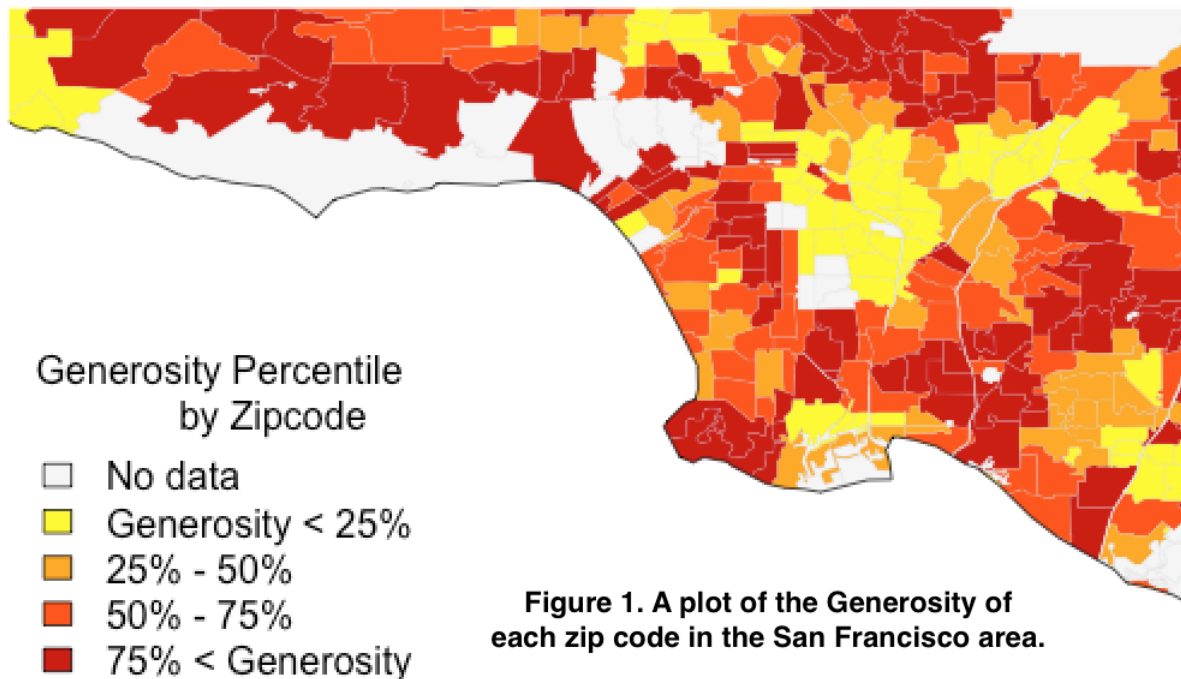 Generosity Percentile
by Zipcode
No data
Generosity < 25%
25% - 50%
50% - 75%
75% < Generosity
Figure 1. A plot of the Generosity of
each zip code in the San Francisco area.